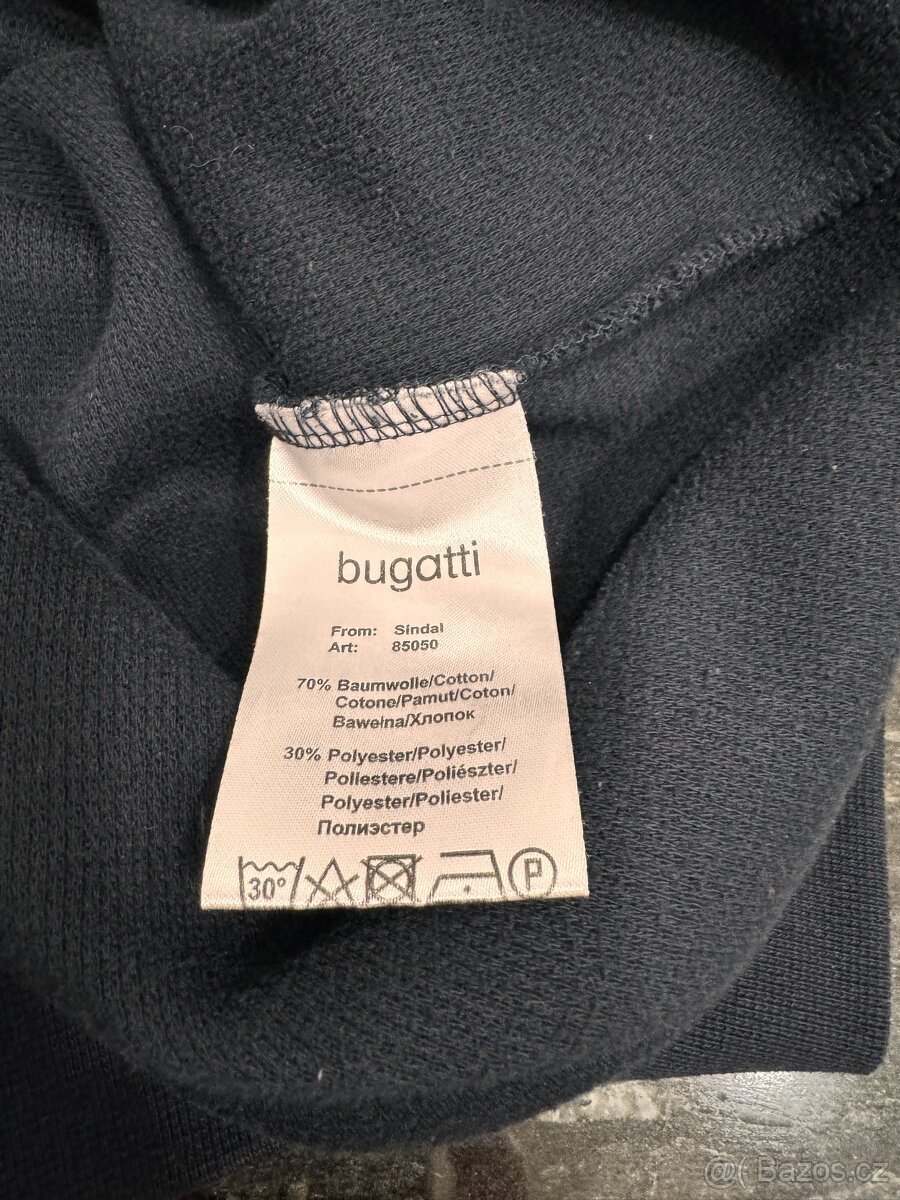 bugatti
From: Sindal
Art: 85050
70% Baumwolle/Cotton/
Cotone/Pamut/Coton/
Bawełna/Хлопок
30% Polyester/Polyester/
Poliestere/Poliészter/
Polyester/Poliester/
Полиэстер
30° P
@( Bazos.cz